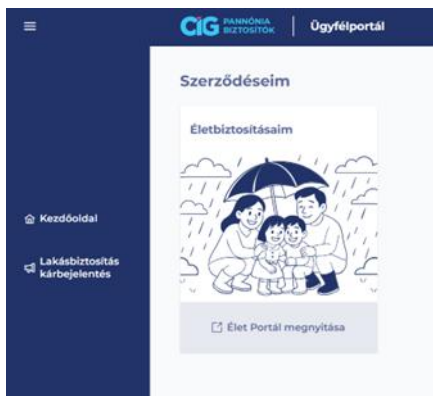 CIG PANNÓNIA
BIZTOSÍTÓK
Ügyfélportál
Szerződéseim
Életbiztosításaim
Kezdőoldal
Lakásbiztosítás
kárbejelentés
Élet Portál megnyitása